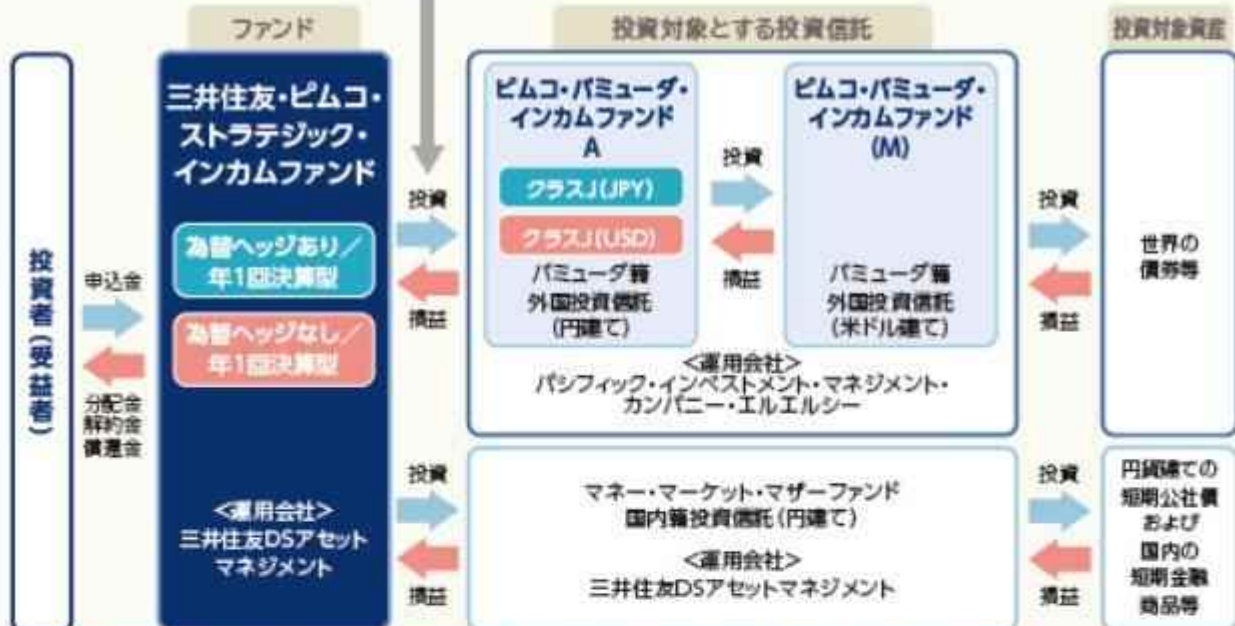 ファンド
投資対象とする投資信託
投資対象資産
投資者(受益者)
申込金
分配金
解約金
償還金
三井住友・ピムコ・
ストラテジック・
インカムファンド
為替ヘッジあり/
年1回決算型
為替ヘッジなし/
年1回決算型
<運用会社>
三井住友DSアセット
マネジメント
投資
損益
投資
損益
ピムコ・バミューダ・
インカムファンド
A
クラスJ(JPY)
クラスJ(USD)
バミューダ籍
外国投資信託
(円建て)
投資
損益
ピムコ・バミューダ・
インカムファンド
(M)
バミューダ籍
外国投資信託
(米ドル建て)
<運用会社>
パシフィック・インベストメント・マネジメント・
カンパニー・エルエルシー
マネー・マーケット・マザーファンド
国内籍投資信託(円建て)
<運用会社>
三井住友DSアセットマネジメント
投資
損益
投資
損益
世界の
債券等
円貨建ての
短期公社債
および
国内の
短期金融
商品等